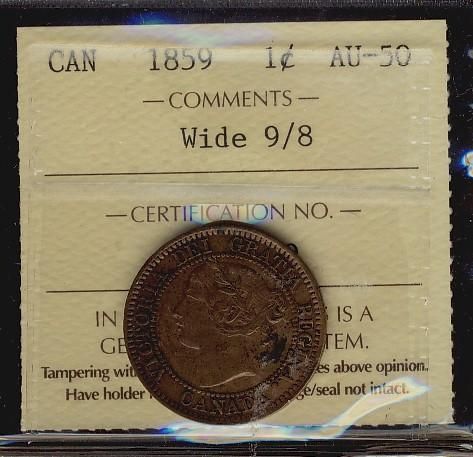 CAN 1859 1¢ AU-50
— COMMENTS —
Wide 9/8
— CERTIFICATION NO. —
IN IS A
GE TEM.
Tampering wit es above opinion.
Have holder ge/seal not intact.
VICTORIA DEI GRATIA REGINA
CANADA